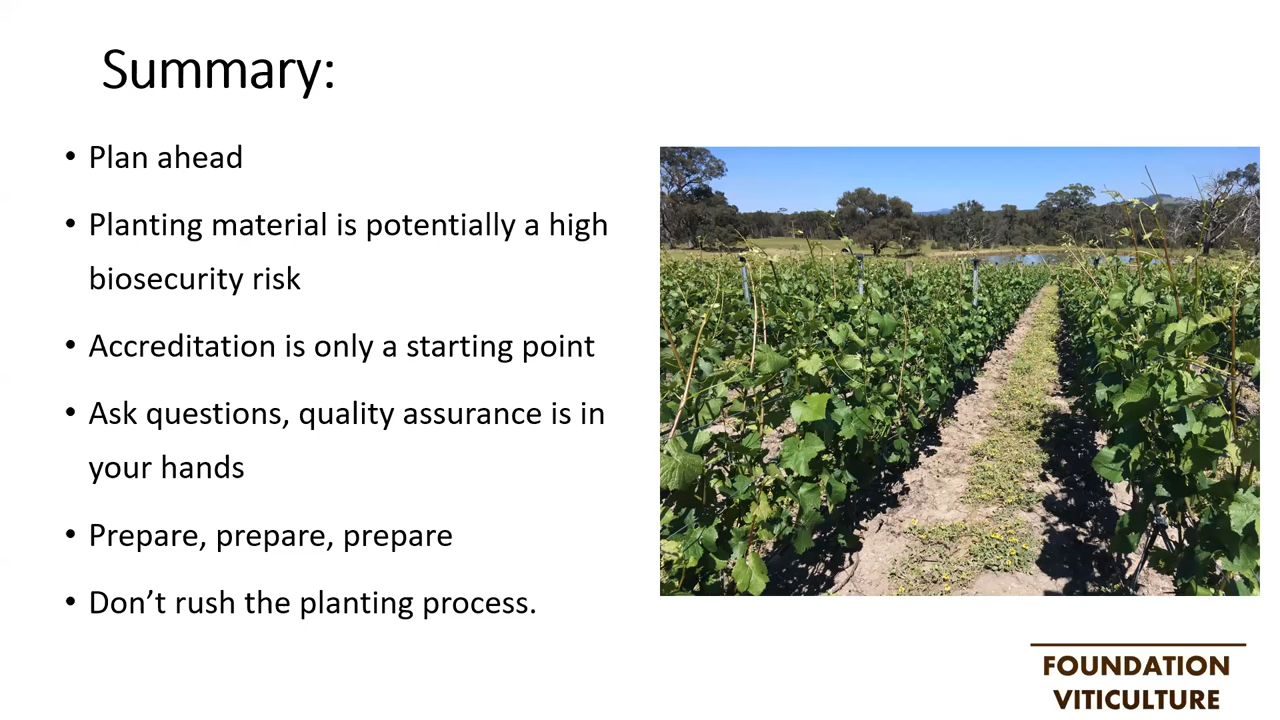 Summary:
• Plan ahead
• Planting material is potentially a high
biosecurity risk
• Accreditation is only a starting point
• Ask questions, quality assurance is in
your hands
• Prepare, prepare, prepare
• Don’t rush the planting process.
FOUNDATION
VITICULTURE